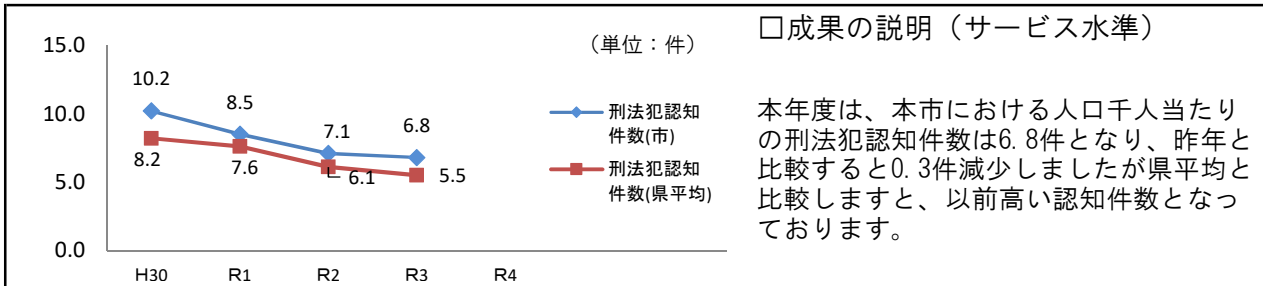 15.0
10.0
5.0
0.0
(単位:件)
10.2
8.5
7.1
6.8
8.2
7.6
6.1
5.5
H30
R1
R2
R3
R4
刑法犯認知
件数(市)
刑法犯認知
件数(県平均)
□成果の説明(サービス水準)
本年度は、本市における人口千人当たり
の刑法犯認知件数は6.8件となり、昨年と
比較すると0.3件減少しましたが県平均と
比較しますと、以前高い認知件数となっ
ております。